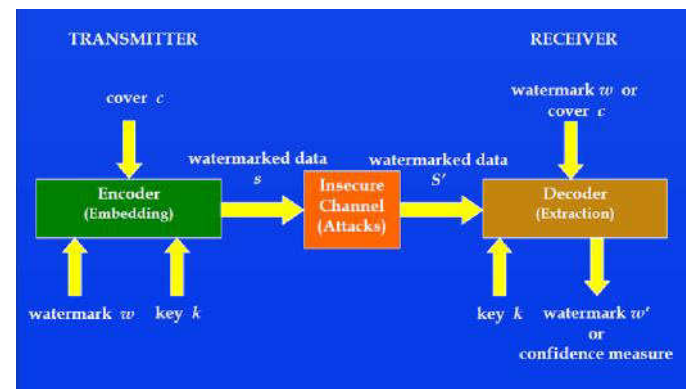 TRANSMITTER
RECEIVER
cover c
watermark w or
cover c
watermarked data
s
watermarked data
S'
Encoder
(Embedding)
Insecure
Channel
(Attacks)
Decoder
(Extraction)
watermark w
key k
key k
watermark w'
or
confidence measure